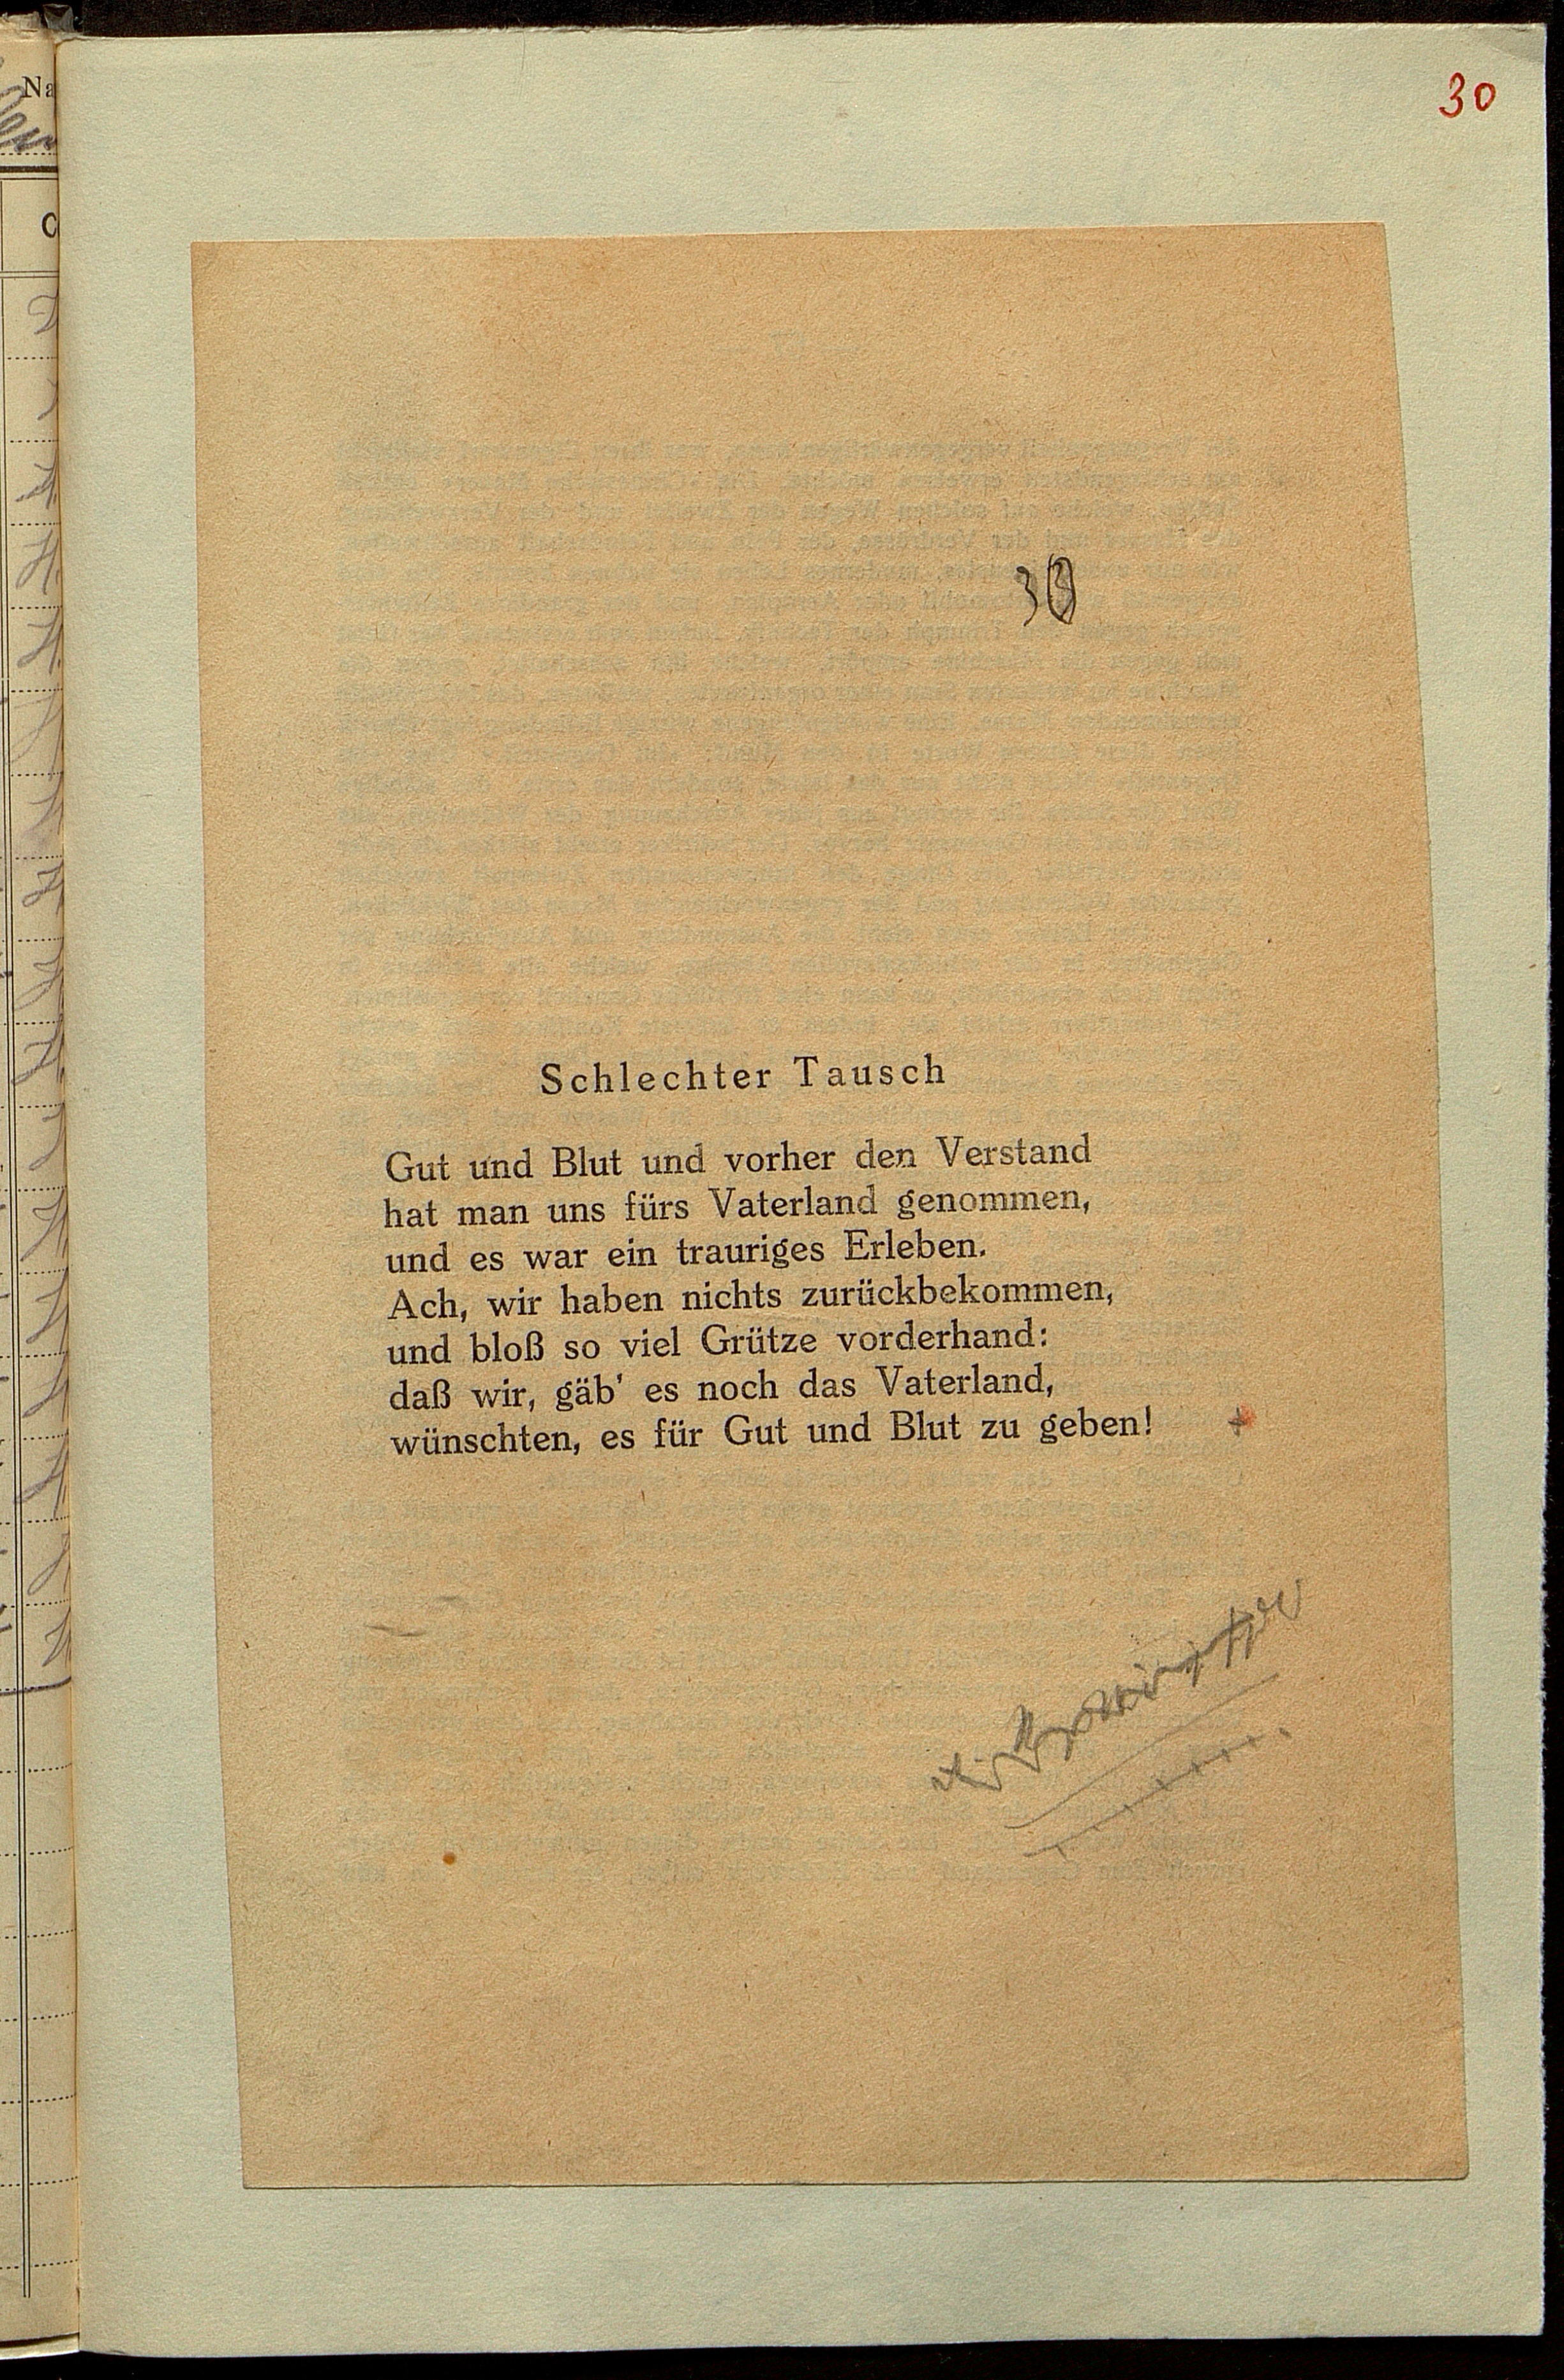 30
Schlechter Tausch
Gut und Blut und vorher den Verstand
hat man uns fürs Vaterland genommen,
und es war ein trauriges Erleben.
Ach, wir haben nichts zurückbekommen,
und bloß so viel Grütze vorderhand:
daß wir, gäb' es noch das Vaterland,
wünschten, es für Gut und Blut zu geben!